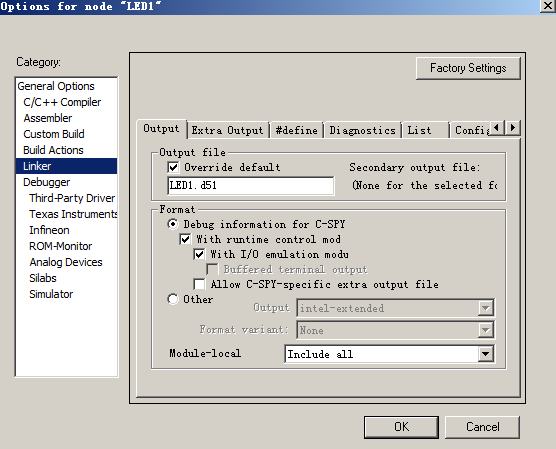 Options for node "LED1"
Category:
Factory Settings
General Options
C/C++ Compiler
Assembler
Custom Build
Build Actions
Linker
Debugger
Third-Party Driver
Texas Instruments
Infineon
ROM-Monitor
Analog Devices
Silabs
Simulator
Output Extra Output #define Diagnostics List Config
Output file
Override default
Secondary output file:
LED1.d51
(None for the selected fo
Format
Debug information for C-SPY
With runtime control mod
With I/O emulation modu
Buffered terminal output
Allow C-SPY-specific extra output file
Other
Output
intel-extended
Format variant:
None
Module-local
Include all
OK Cancel